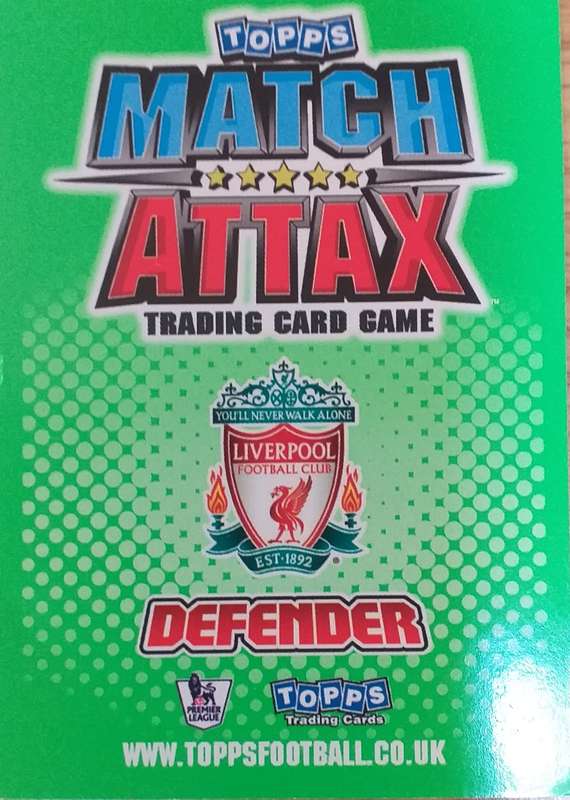 TOPPS
MATCH
ATTAX
TRADING CARD GAME
YOU'LL NEVER WALK ALONE
LIVERPOOL
FOOTBALL CLUB
EST·1892
DEFENDER
PREMIER
LEAGUE
TOPPS
Trading Cards
WWW.TOPPSFOOTBALL.CO.UK